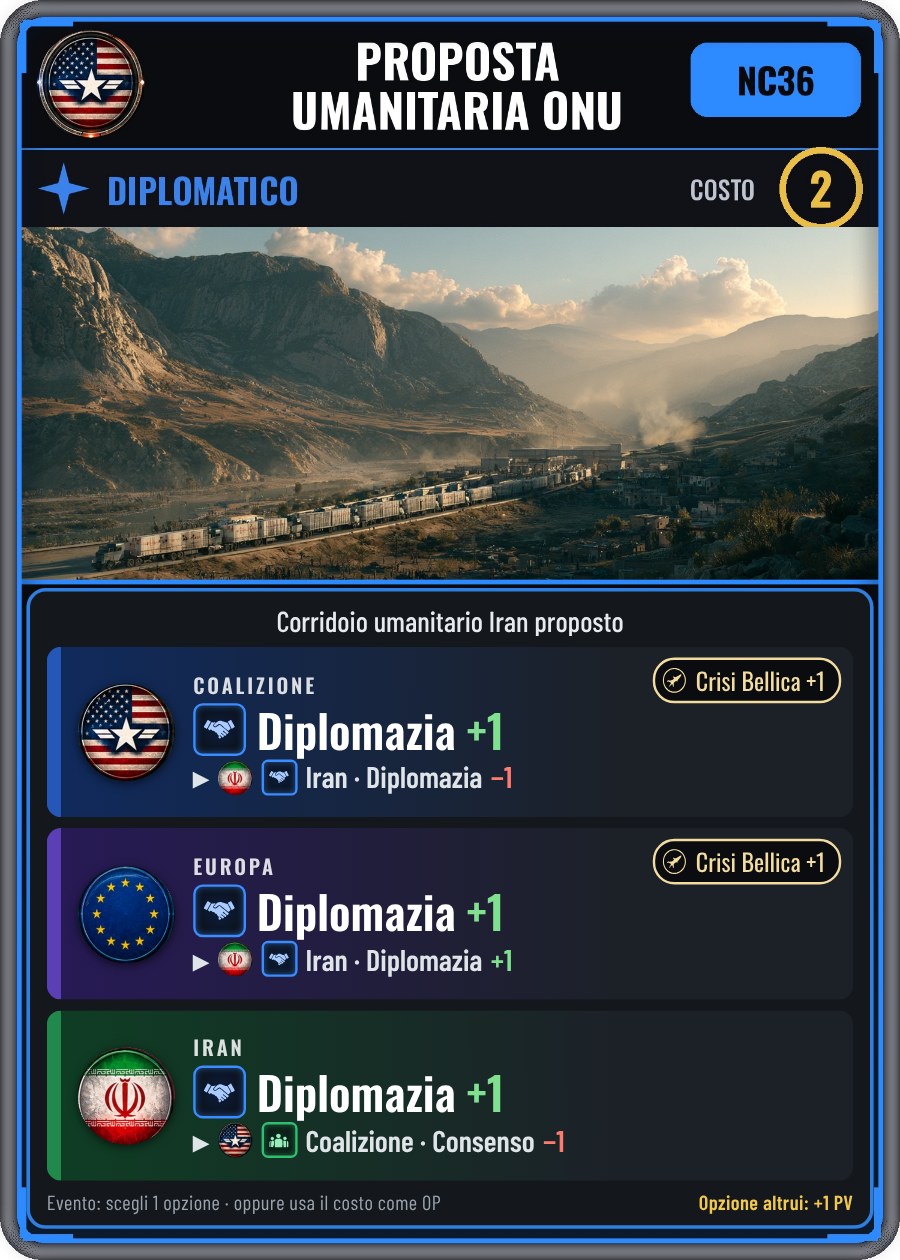 PROPOSTA
UMANITARIA ONU
NC36
DIPLOMATICO
COSTO
2
Corridoio umanitario Iran proposto
COALIZIONE
Crisi Bellica +1
Diplomazia +1
▶ Iran · Diplomazia −1
EUROPA
Crisi Bellica +1
Diplomazia +1
▶ Iran · Diplomazia +1
IRAN
Diplomazia +1
▶ Coalizione · Consenso −1
Evento: scegli 1 opzione · oppure usa il costo come OP
Opzione altrui: +1 PV